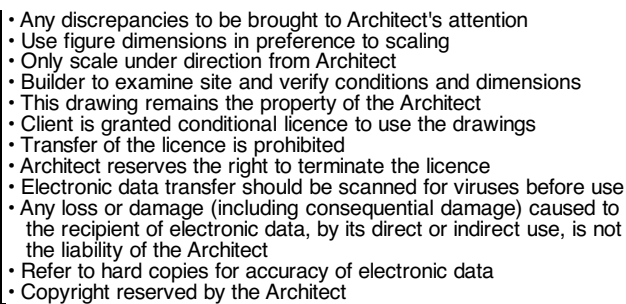 • Any discrepancies to be brought to Architect's attention
• Use figure dimensions in preference to scaling
• Only scale under direction from Architect
• Builder to examine site and verify conditions and dimensions
• This drawing remains the property of the Architect
• Client is granted conditional licence to use the drawings
• Transfer of the licence is prohibited
• Architect reserves the right to terminate the licence
• Electronic data transfer should be scanned for viruses before use
• Any loss or damage (including consequential damage) caused to
the recipient of electronic data, by its direct or indirect use, is not
the liability of the Architect
• Refer to hard copies for accuracy of electronic data
• Copyright reserved by the Architect